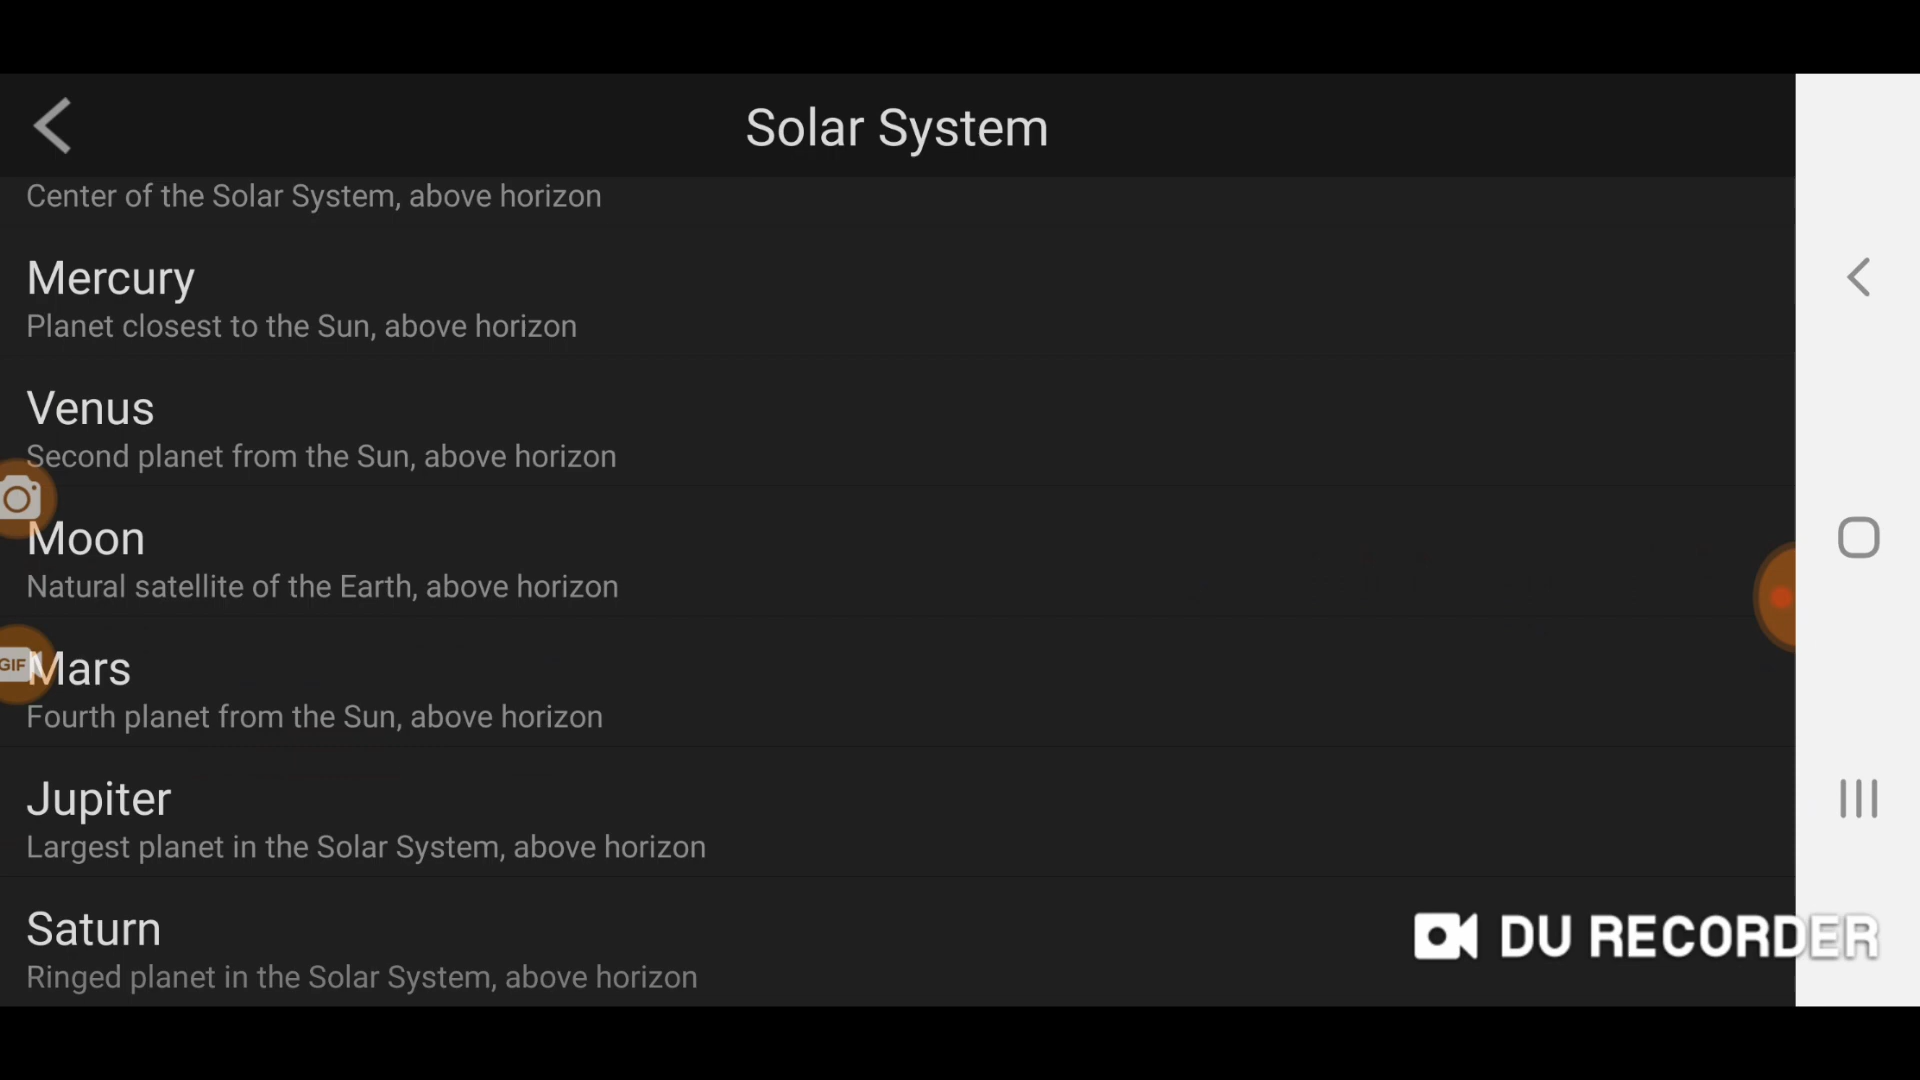 Solar System
Center of the Solar System, above horizon
Mercury
Planet closest to the Sun, above horizon
Venus
Second planet from the Sun, above horizon
Moon
Natural satellite of the Earth, above horizon
GIF
Mars
Fourth planet from the Sun, above horizon
Jupiter
Largest planet in the Solar System, above horizon
Saturn
Ringed planet in the Solar System, above horizon
DU RECORDER